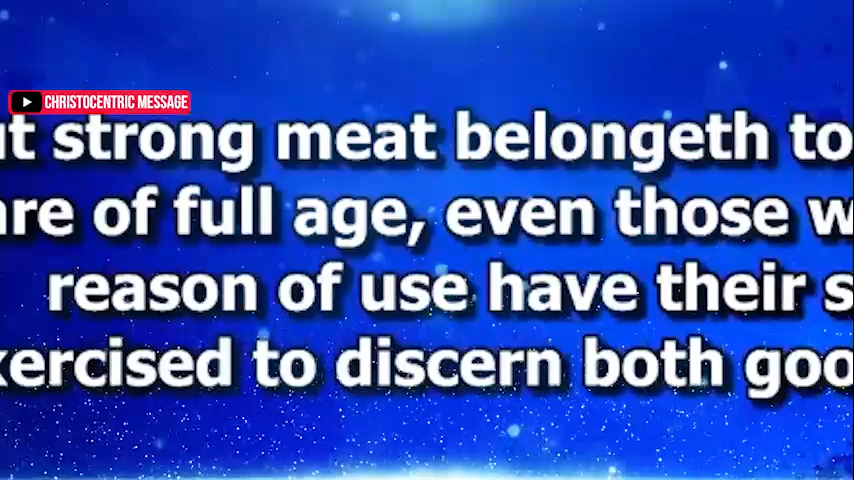 CHRISTOCENTRIC MESSAGE
ut strong meat belongeth to
are of full age, even those w
reason of use have their s
xercised to discern both goo